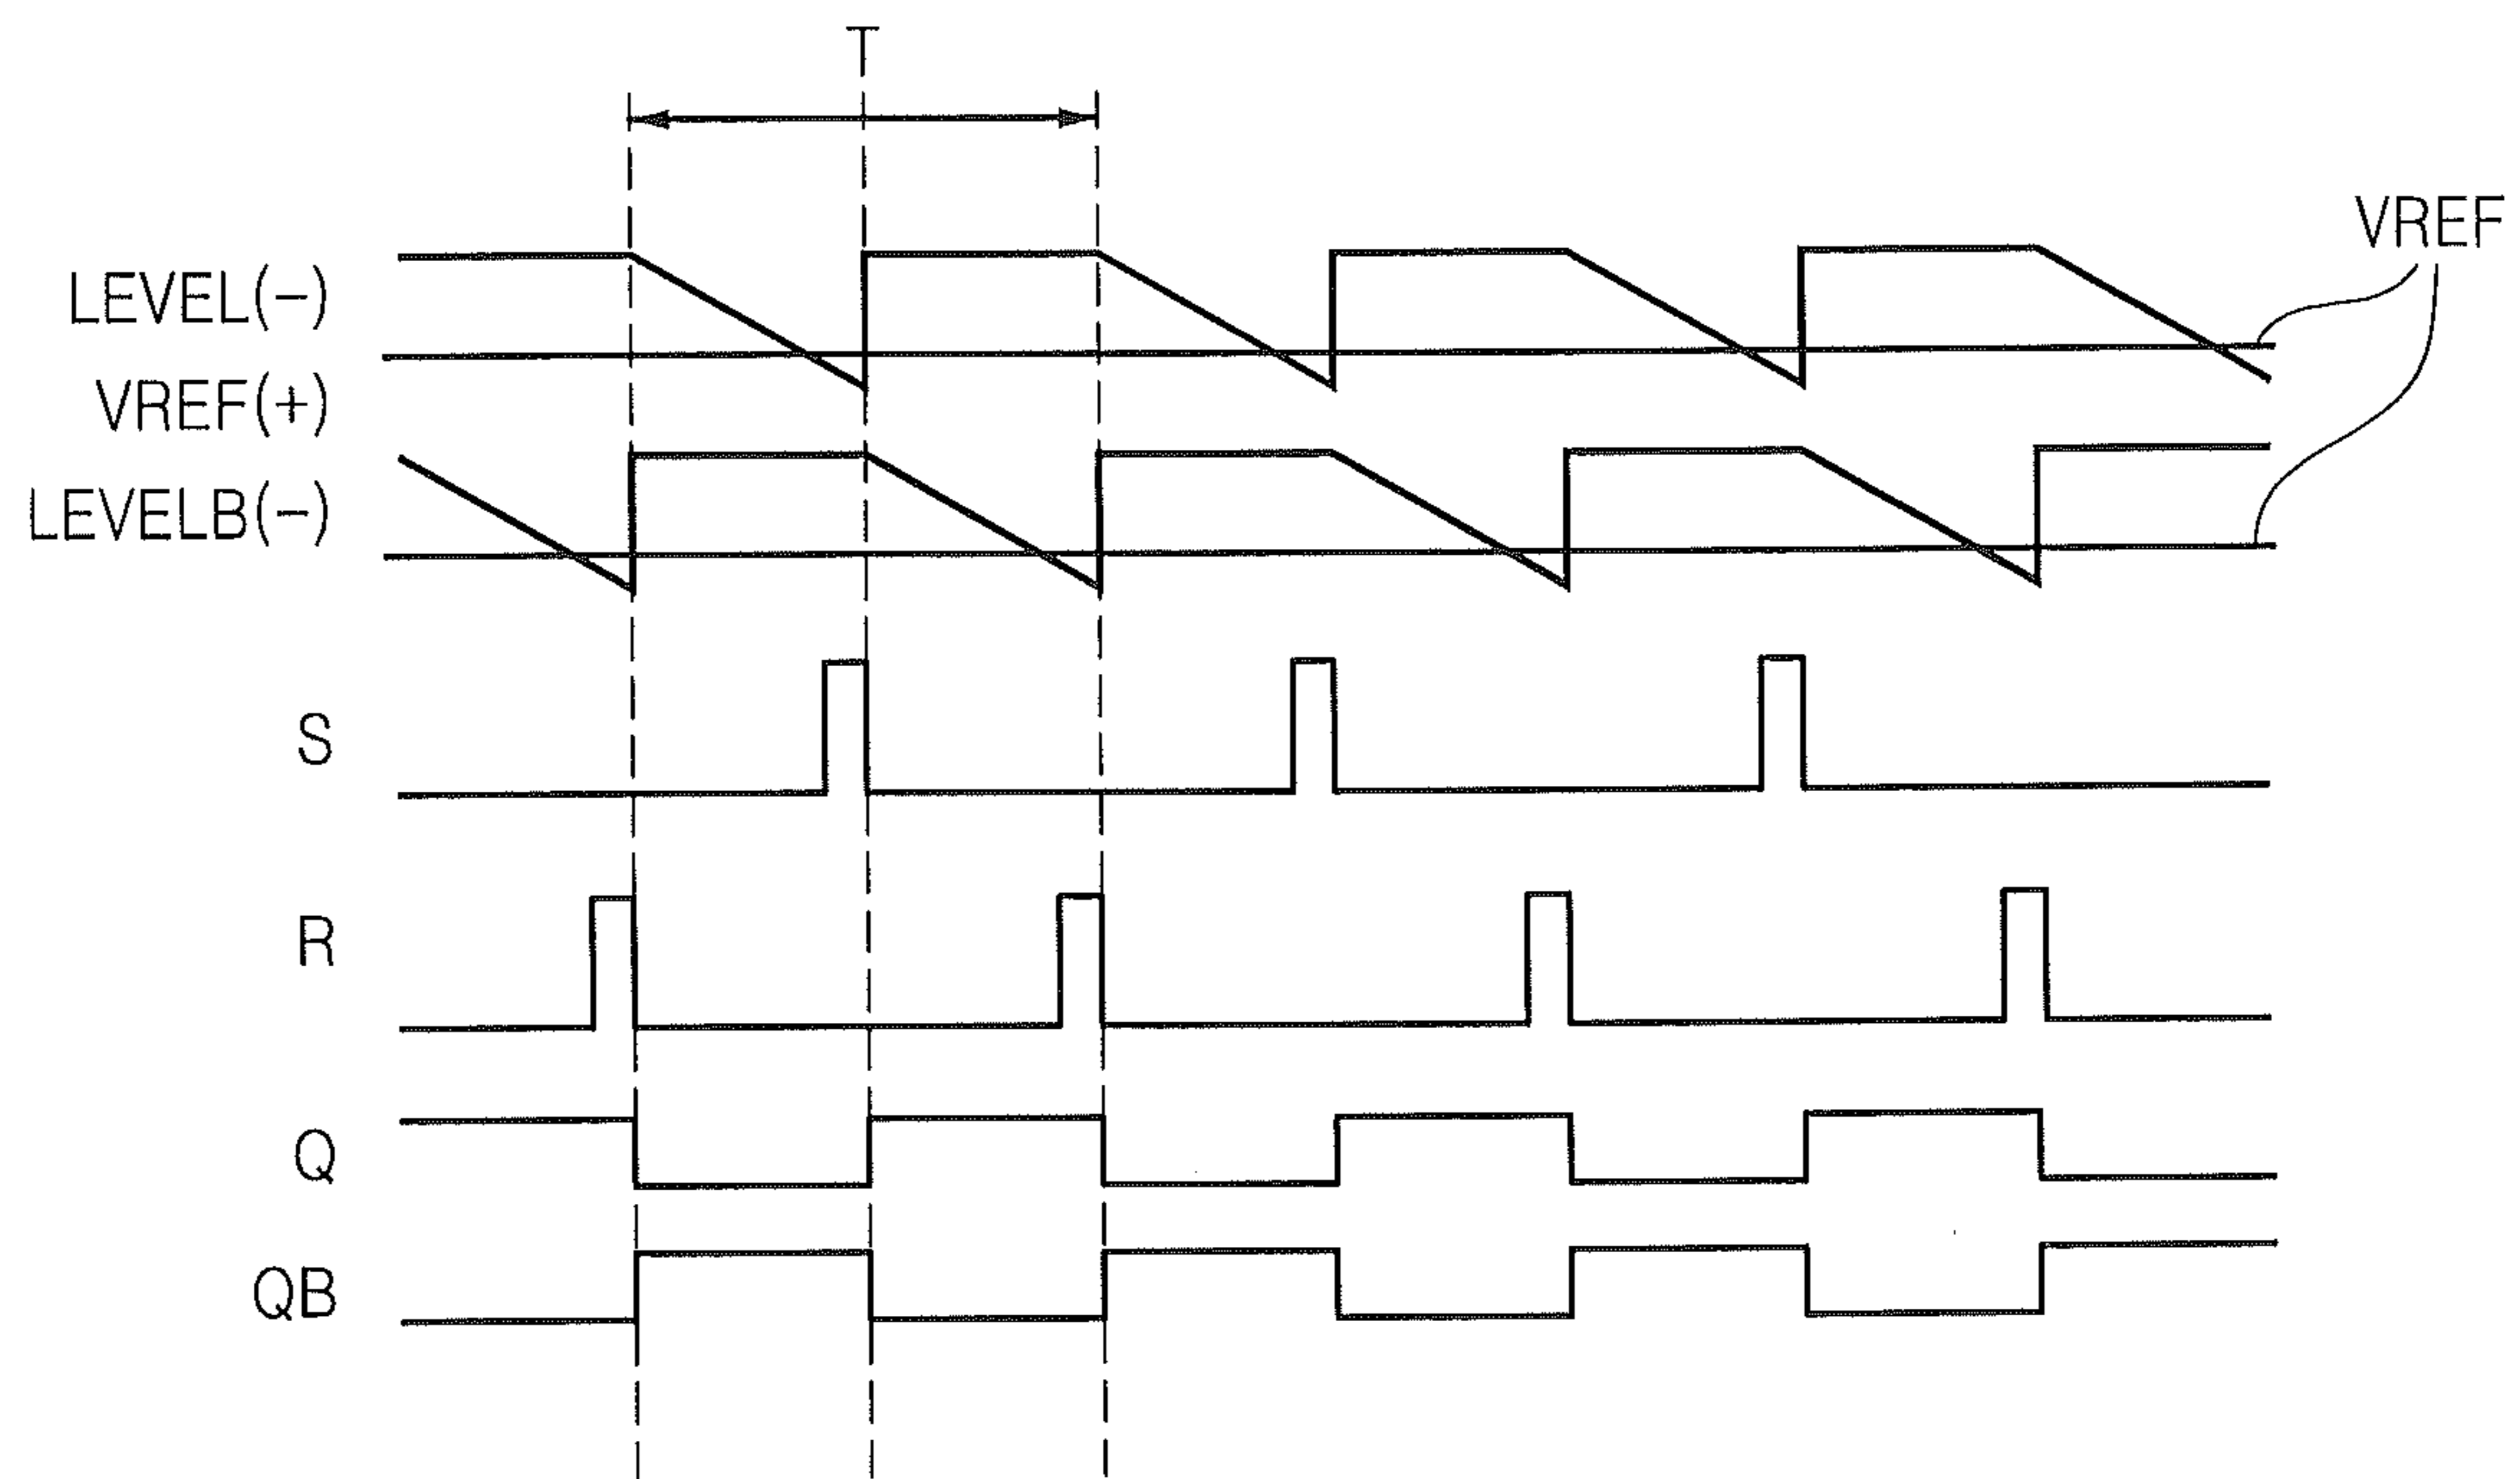 T
VREF
LEVEL(-)
VREF(+)
LEVELB(-)
S
R
Q
QB